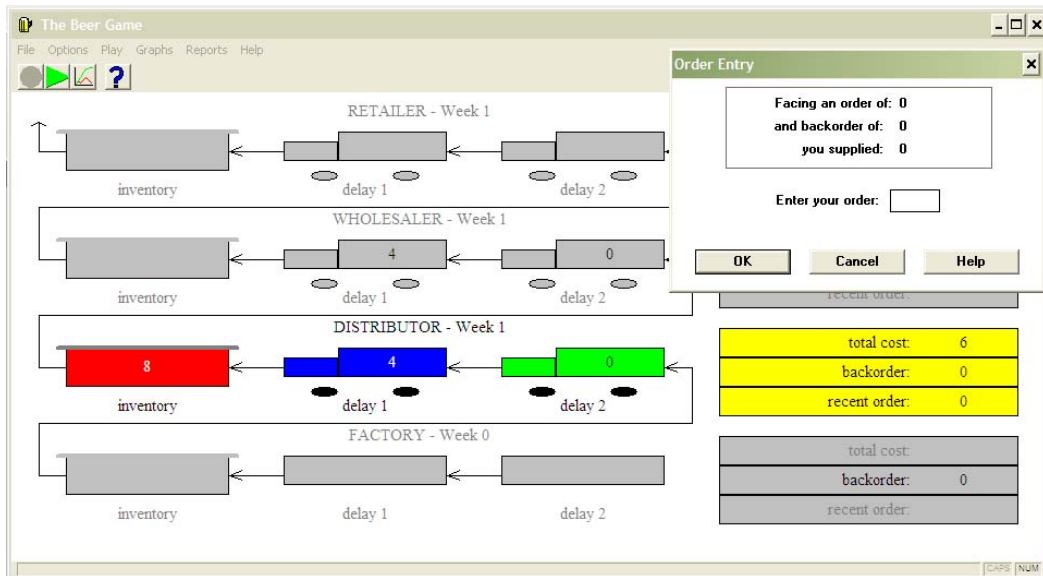 The Beer Game
File Options Play Graphs Reports Help
Order Entry
Facing an order of: 0
and backorder of: 0
you supplied: 0
Enter your order:
OK Cancel Help
RETAILER - Week 1
inventory delay 1 delay 2
WHOLESALER - Week 1
4 0
inventory delay 1 delay 2
recent order:
DISTRIBUTOR - Week 1
8 4 0
inventory delay 1 delay 2
total cost: 6
backorder: 0
recent order: 0
FACTORY - Week 0
inventory delay 1 delay 2
total cost:
backorder: 0
recent order:
CAPS NUM